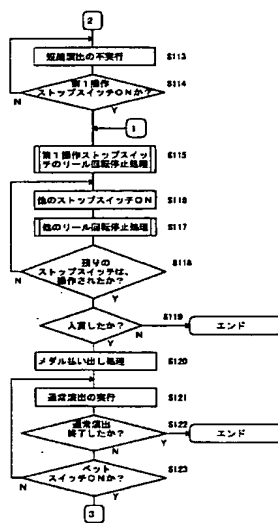 2
短縮演出の不実行 S113
第1操作 S114
ストップスイッチONか?
N
Y
1
第1操作ストップスイッ S115
チのリール回転停止処理
他のストップスイッチON S116
他のリール回転停止処理 S117
残りの S118
ストップスイッチは、
操作されたか?
N
Y
S119
入賞したか? N エンド
Y
メダル払い出し処理 S120
通常演出の実行 S121
通常演出 S122
終了したか? Y エンド
N
ベット S123
スイッチONか?
N
Y
3